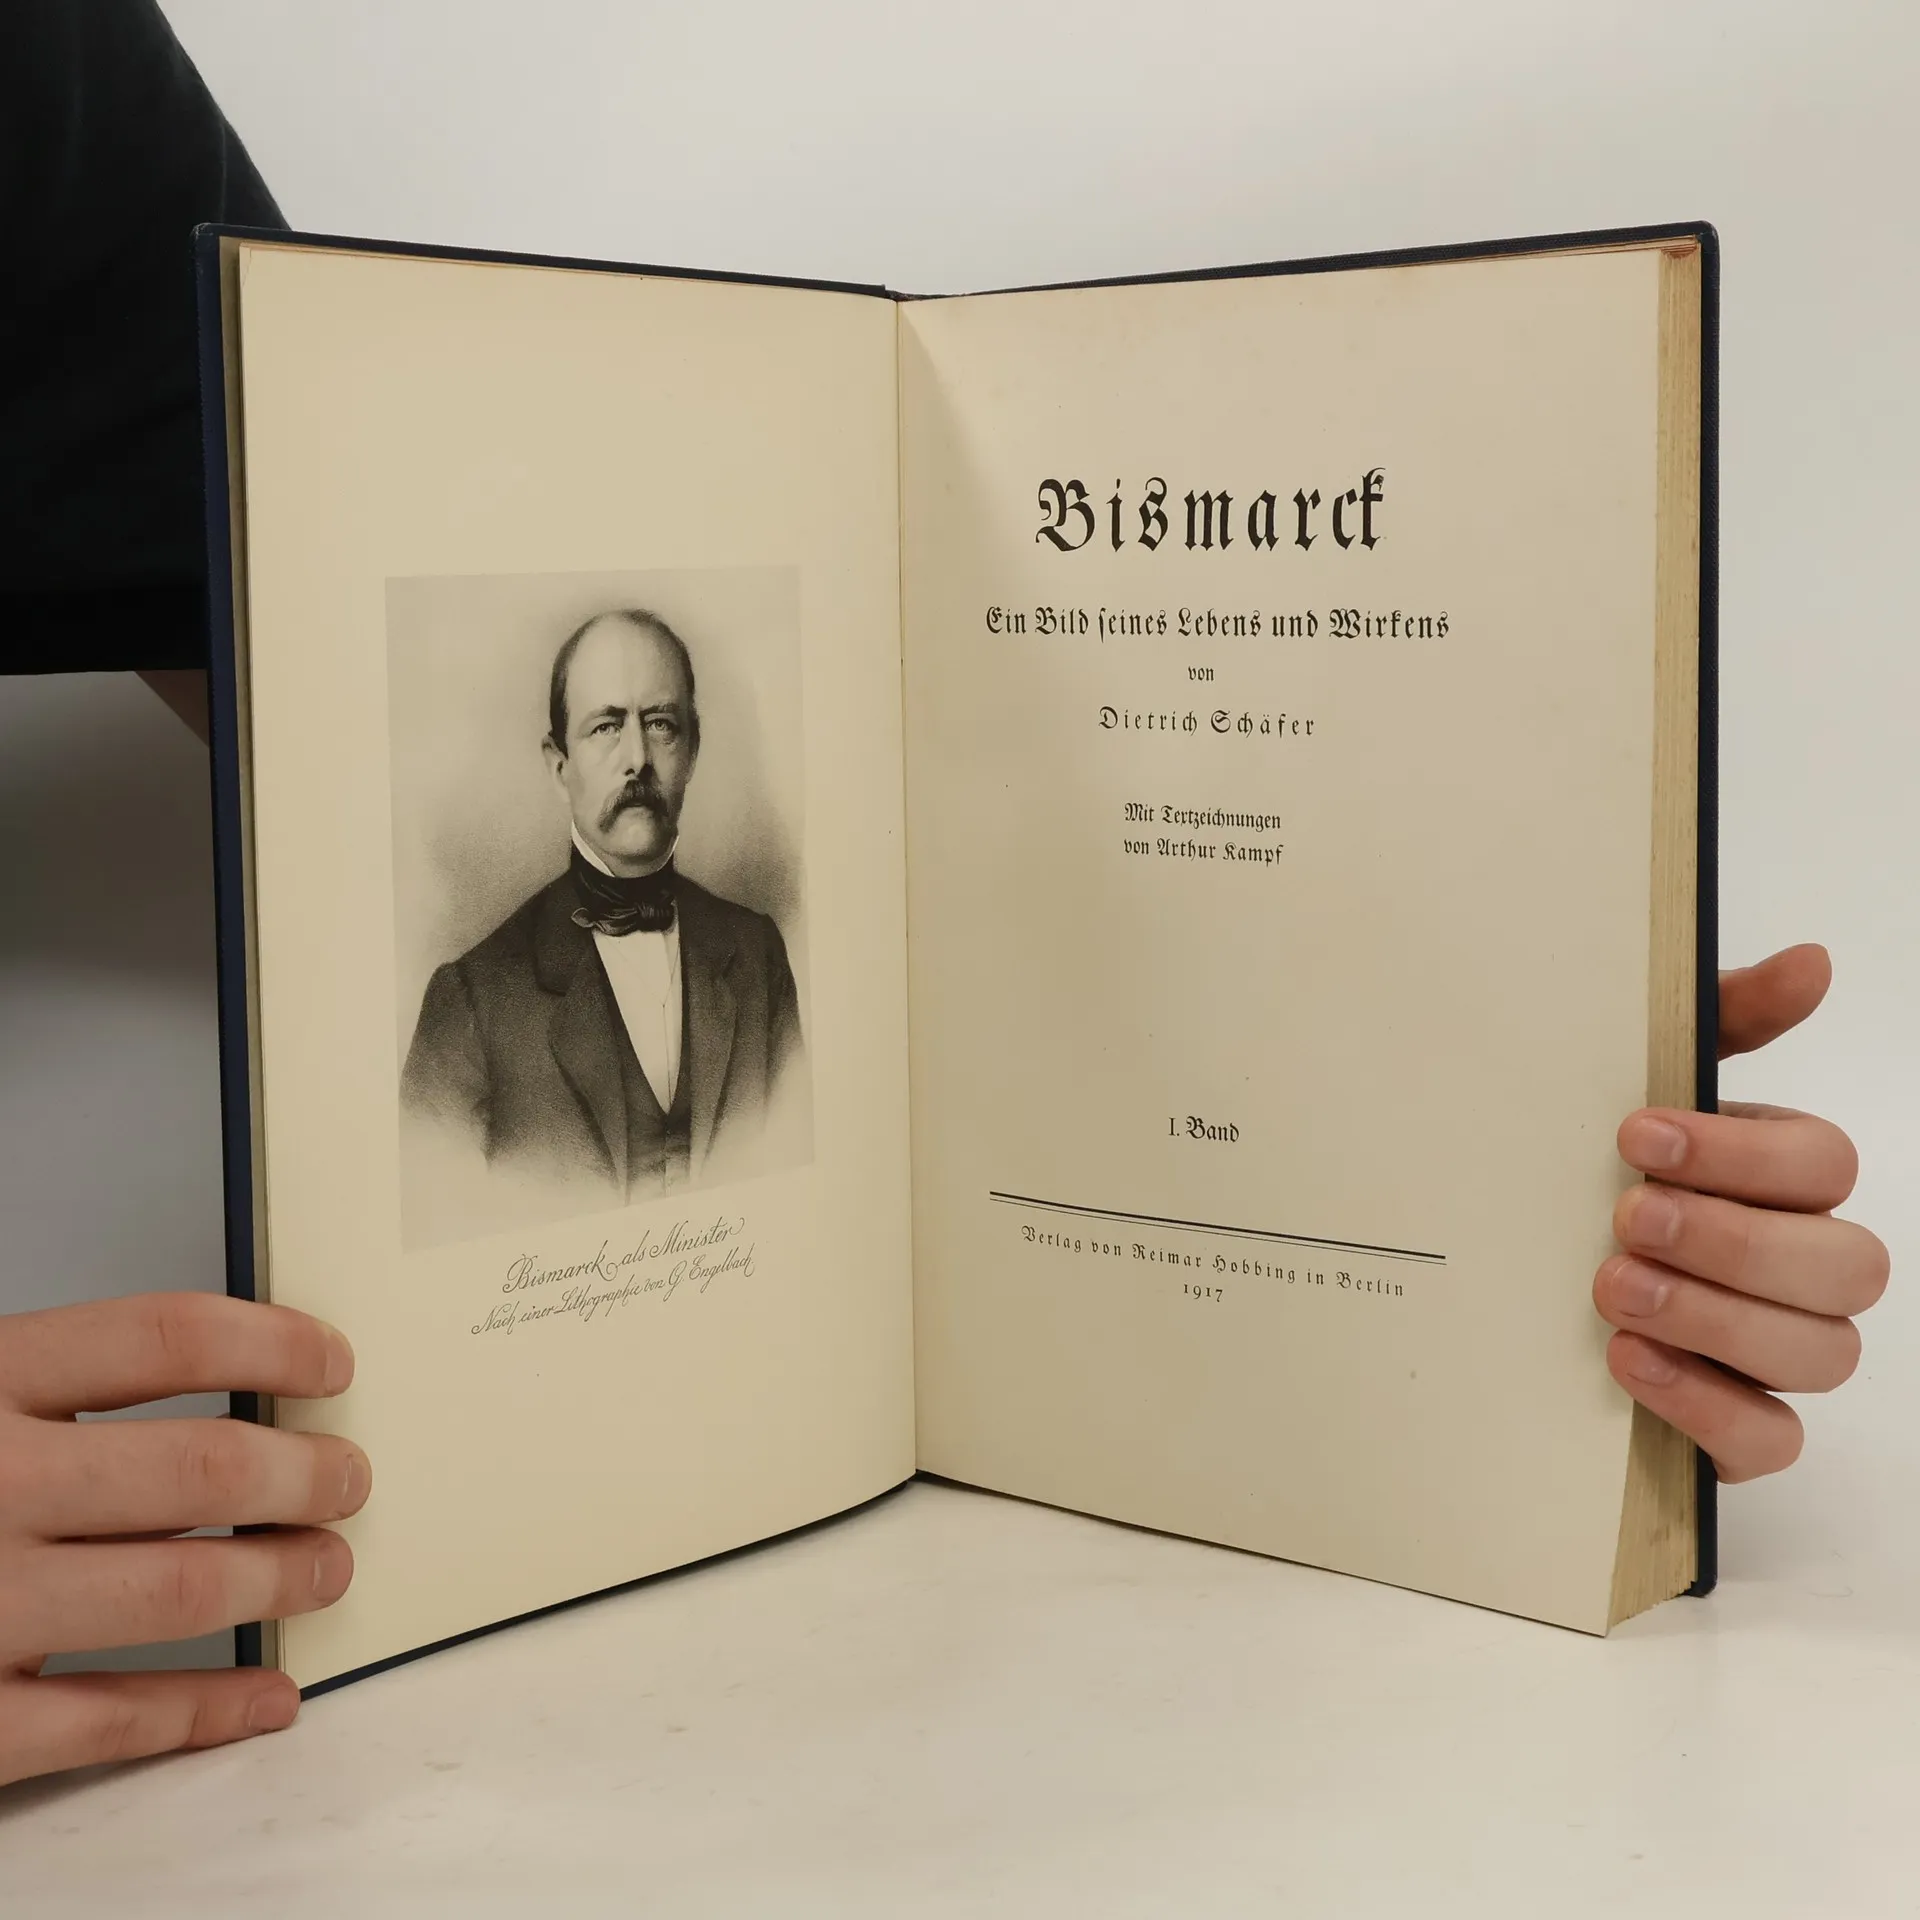 Bismarck als Minister
Nach einer Lithographie von G. Engelbach
Bismarck
Ein Bild ſeines Lebens und Wirkens
von
Dietrich Schäfer
Mit Textzeichnungen
von Arthur Kampf
I. Band
Verlag von Reimar Hobbing in Berlin
1917